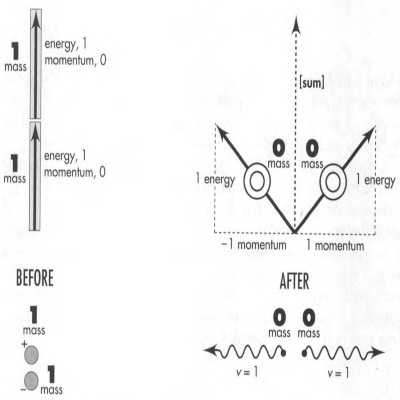 1
mass
energy, 1
momentum, 0
1
mass
energy, 1
momentum, 0
[sum]
0
mass
0
mass
1 energy
1 energy
−1 momentum
1 momentum
BEFORE
AFTER
1
mass
+
−
1
mass
0
mass
0
mass
v = 1
v = 1